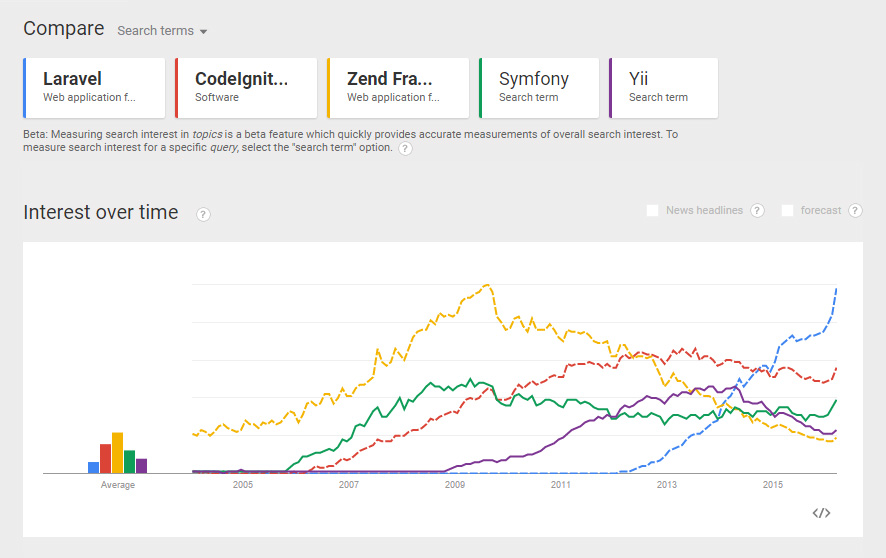 Compare Search terms
Laravel
Web application f...
CodeIgnit...
Software
Zend Fra...
Web application f...
Symfony
Search term
Yii
Search term
Beta: Measuring search interest in topics is a beta feature which quickly provides accurate measurements of overall search interest. To
measure search interest for a specific query, select the "search term" option. ?
Interest over time ?
News headlines ? forecast ?
Average 2005 2007 2009 2011 2013 2015
</>